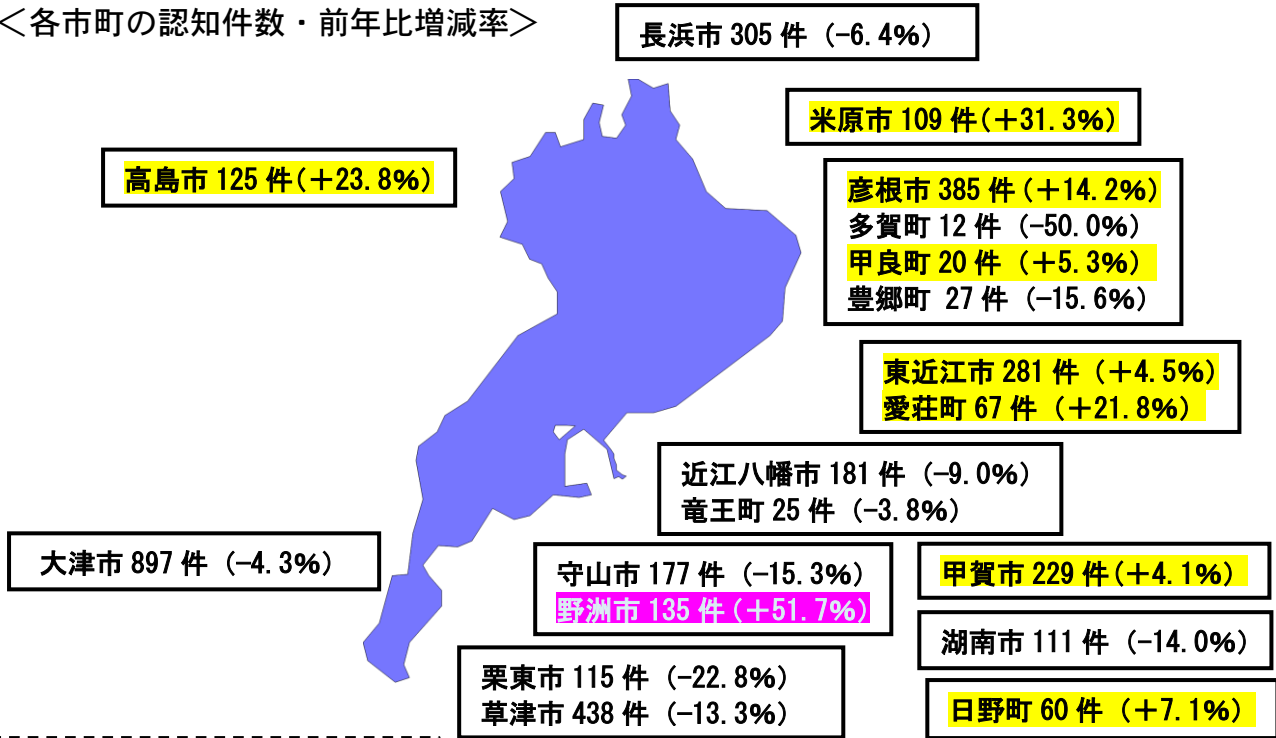 ＜各市町の認知件数・前年比増減率＞
長浜市 305 件（-6.4%）
米原市 109 件（＋31.3%）
高島市 125 件（＋23.8%）
彦根市 385 件（＋14.2%）
多賀町 12 件（-50.0%）
甲良町 20 件（＋5.3%）
豊郷町 27 件（-15.6%）
東近江市 281 件（＋4.5%）
愛荘町 67 件（＋21.8%）
近江八幡市 181 件（-9.0%）
竜王町 25 件（-3.8%）
大津市 897 件（-4.3%）
守山市 177 件（-15.3%）
野洲市 135 件（＋51.7%）
甲賀市 229 件（＋4.1%）
湖南市 111 件（-14.0%）
栗東市 115 件（-22.8%）
草津市 438 件（-13.3%）
日野町 60 件（＋7.1%）